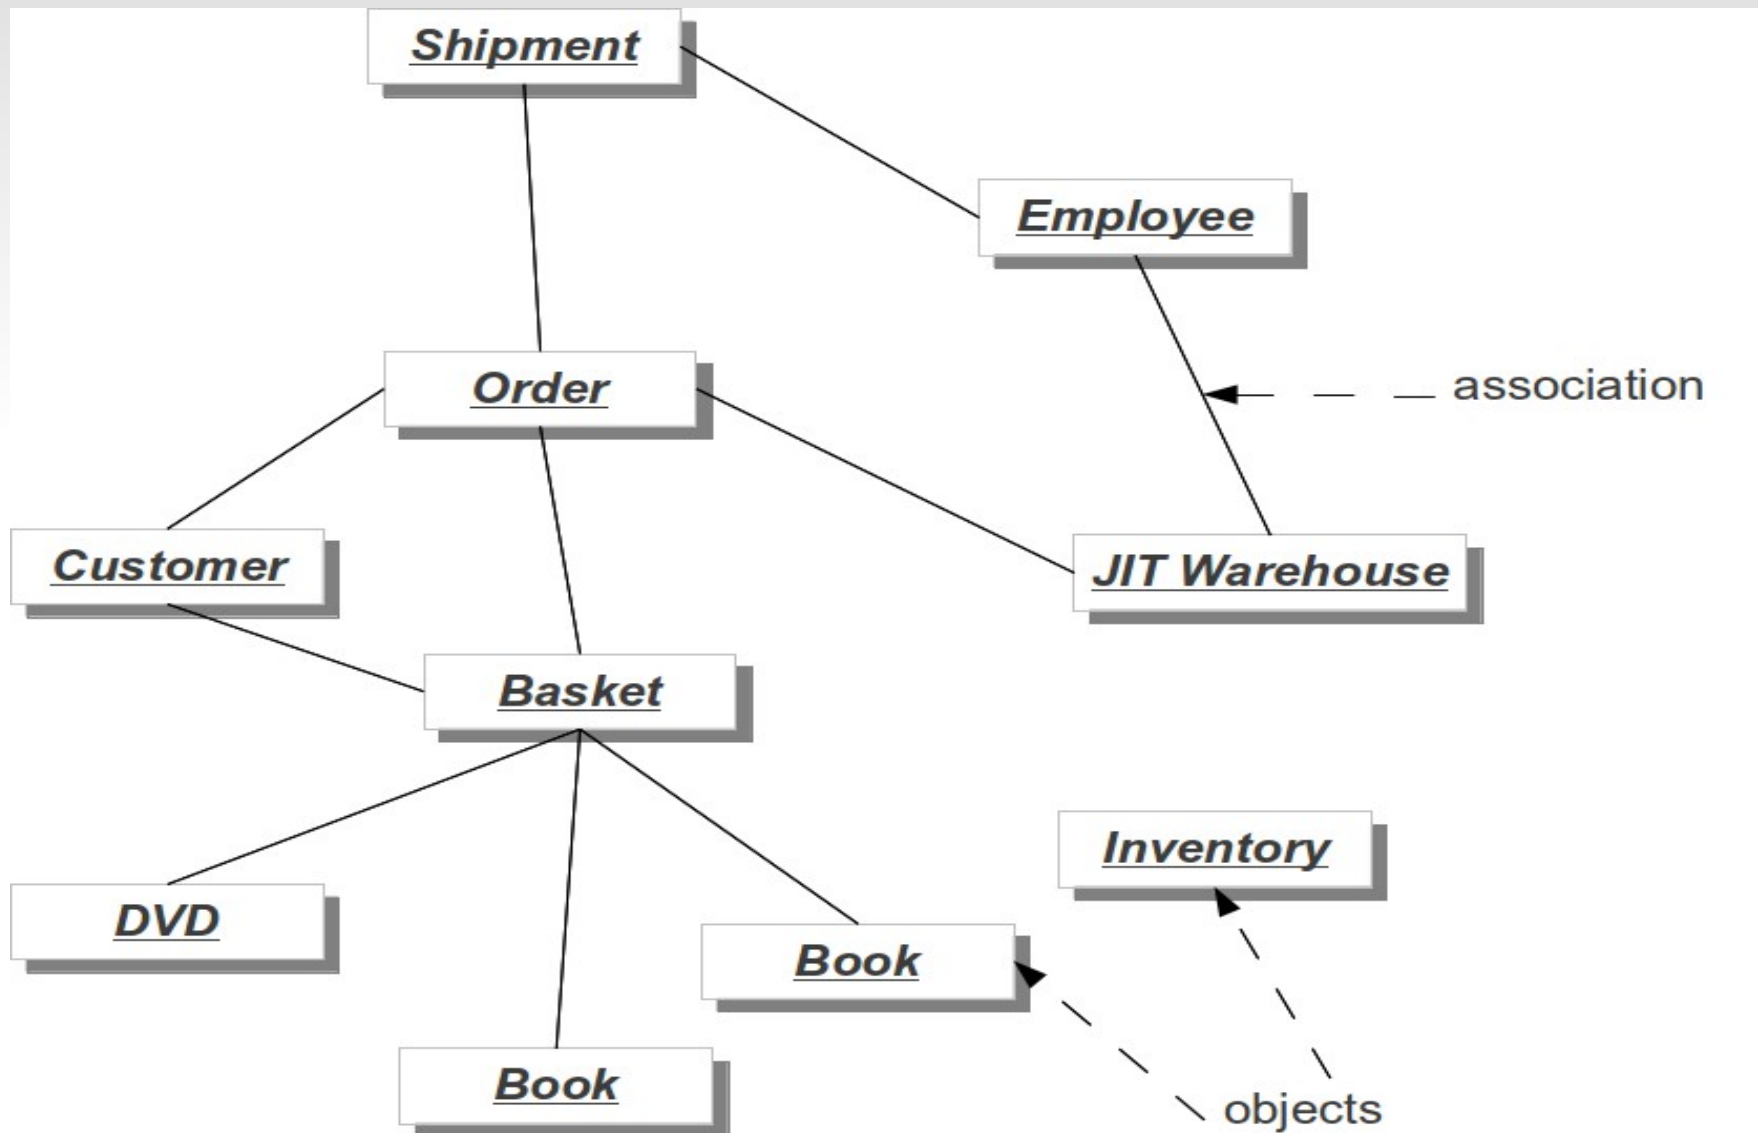 Shipment
Employee
Order
association
Customer
JIT Warehouse
Basket
Inventory
DVD
Book
Book
objects